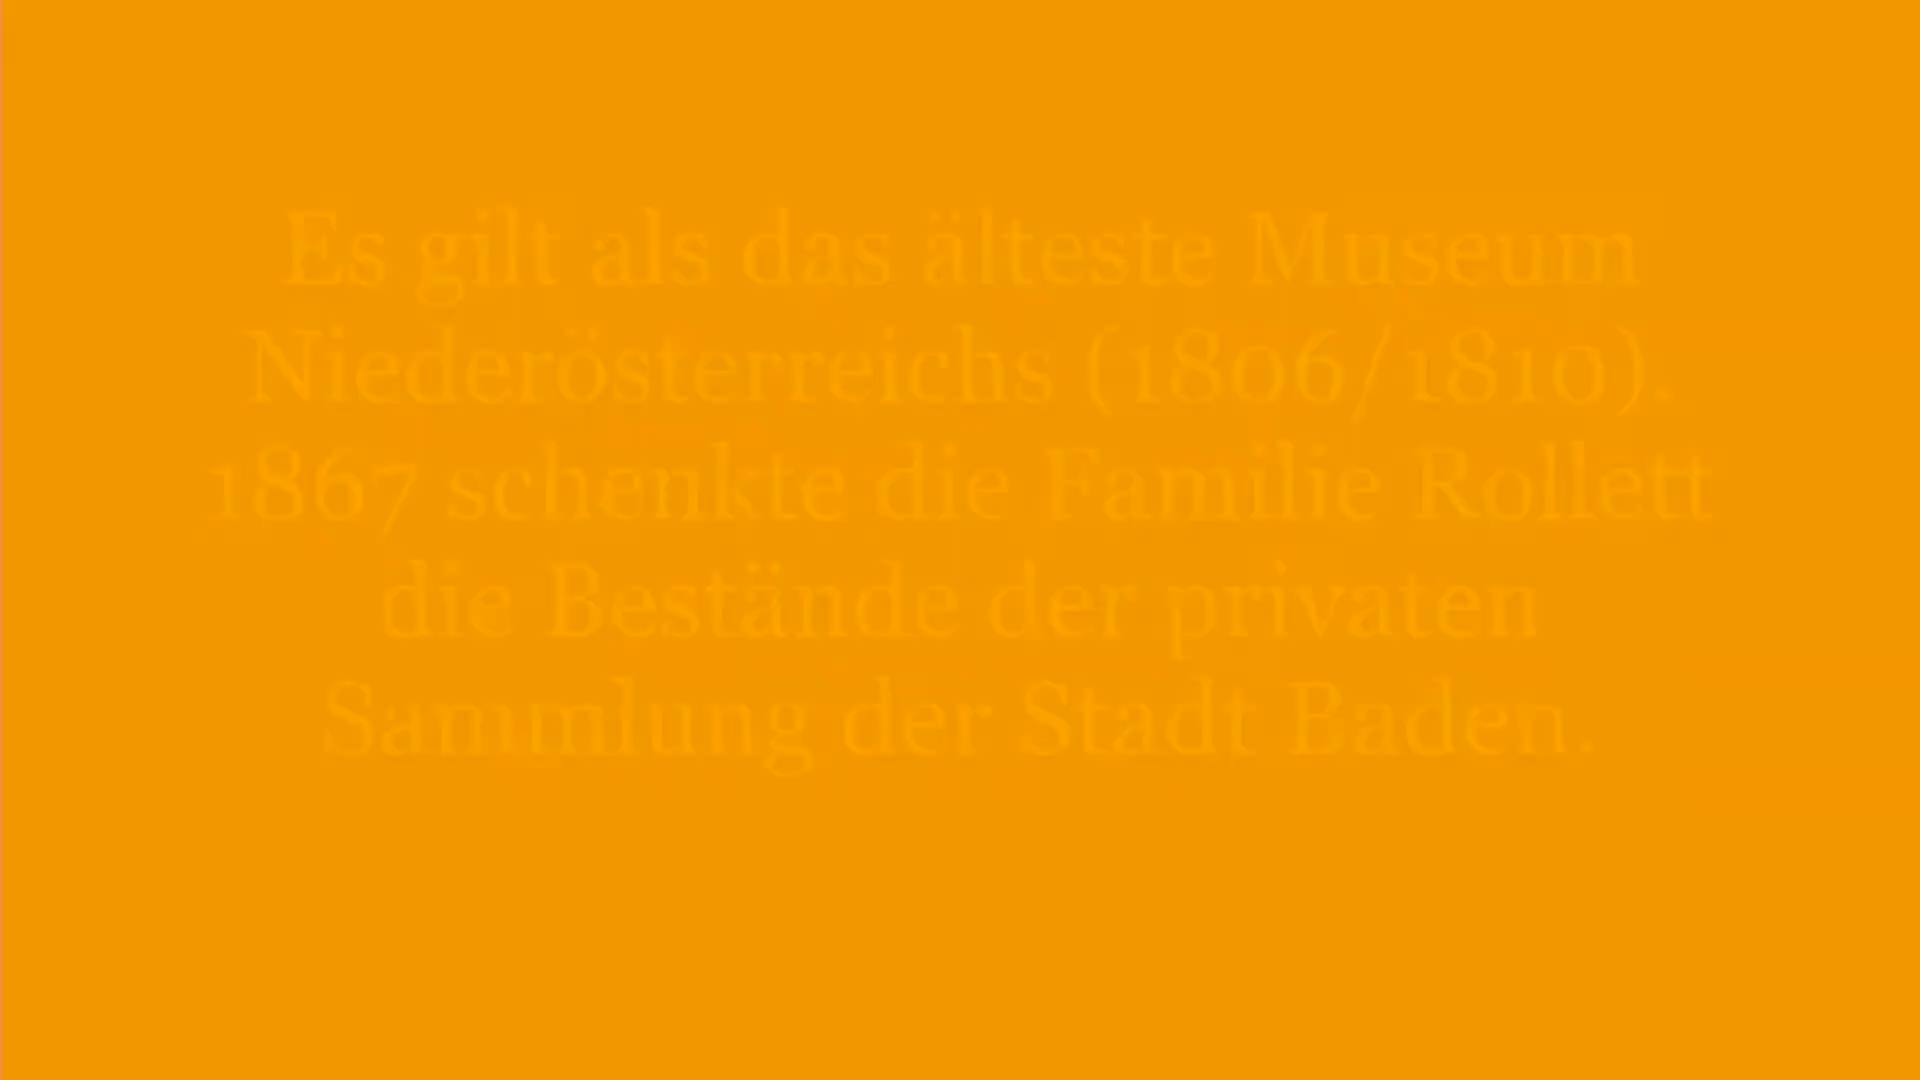 Es gilt als das älteste Museum
Niederösterreichs (1806/1810).
1867 schenkte die Familie Rollett
die Bestände der privaten
Sammlung der Stadt Baden.